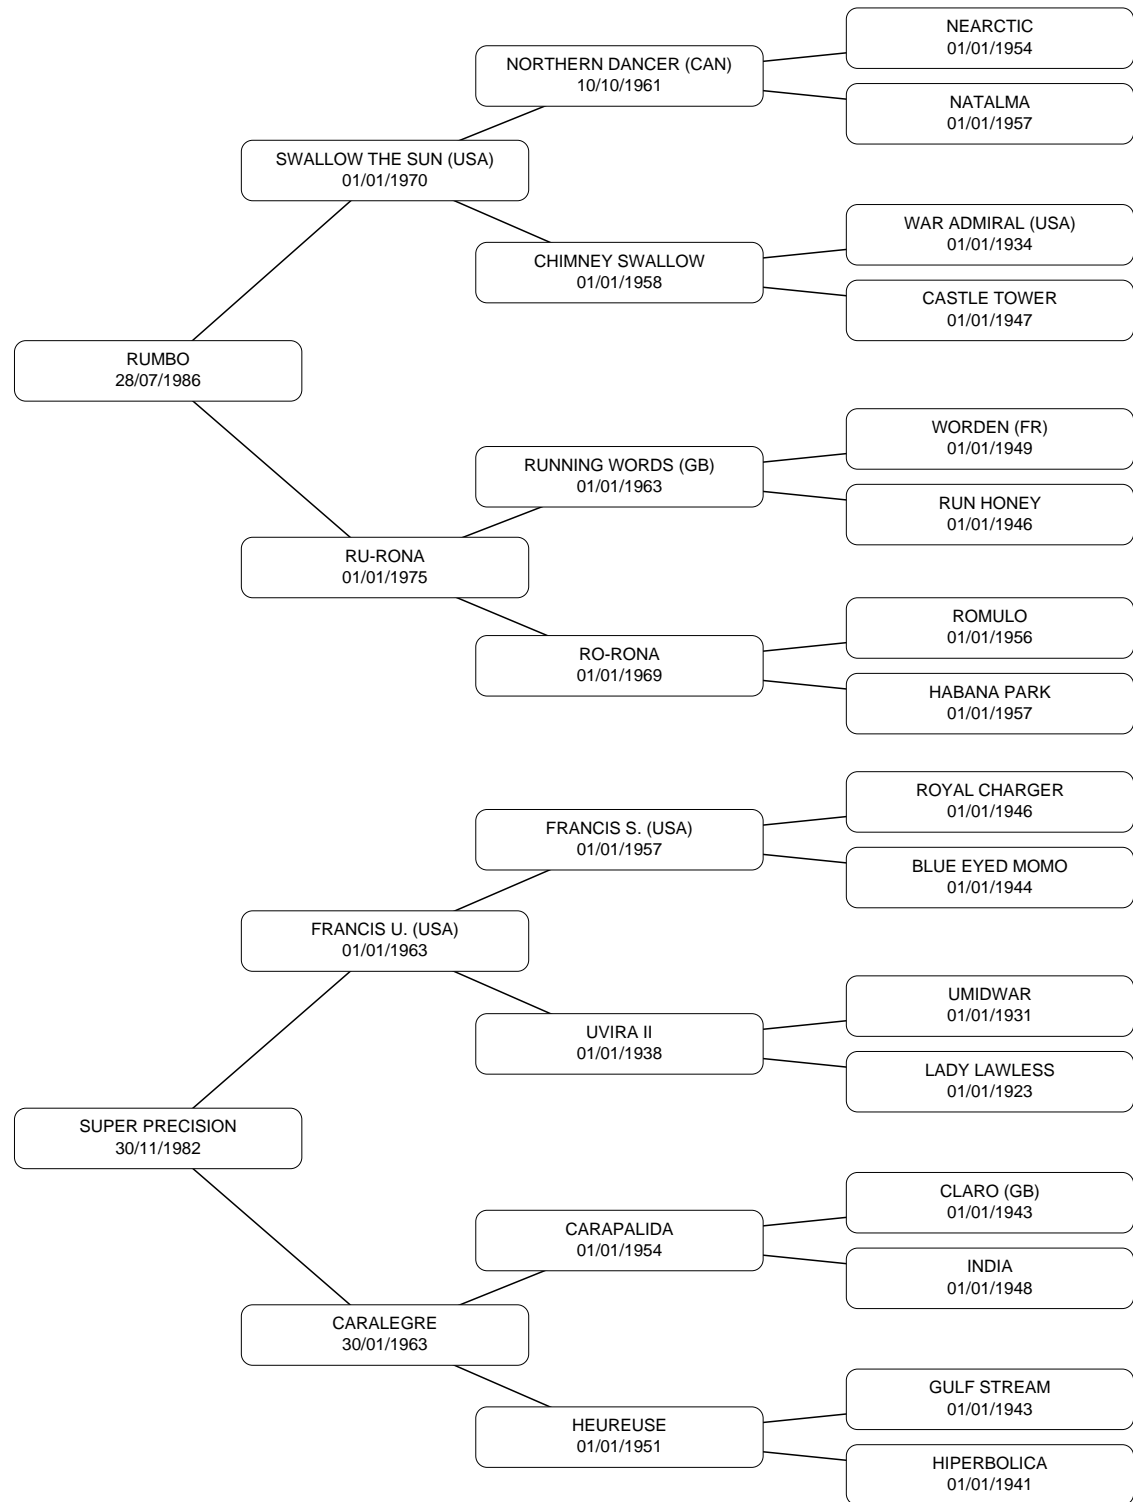 NEARCTIC
01/01/1954
NORTHERN DANCER (CAN)
10/10/1961
NATALMA
01/01/1957
SWALLOW THE SUN (USA)
01/01/1970
WAR ADMIRAL (USA)
01/01/1934
CHIMNEY SWALLOW
01/01/1958
CASTLE TOWER
01/01/1947
RUMBO
28/07/1986
WORDEN (FR)
01/01/1949
RUNNING WORDS (GB)
01/01/1963
RUN HONEY
01/01/1946
RU-RONA
01/01/1975
ROMULO
01/01/1956
RO-RONA
01/01/1969
HABANA PARK
01/01/1957
ROYAL CHARGER
01/01/1946
FRANCIS S. (USA)
01/01/1957
BLUE EYED MOMO
01/01/1944
FRANCIS U. (USA)
01/01/1963
UMIDWAR
01/01/1931
UVIRA II
01/01/1938
LADY LAWLESS
01/01/1923
SUPER PRECISION
30/11/1982
CLARO (GB)
01/01/1943
CARAPALIDA
01/01/1954
INDIA
01/01/1948
CARALEGRE
30/01/1963
GULF STREAM
01/01/1943
HEUREUSE
01/01/1951
HIPERBOLICA
01/01/1941